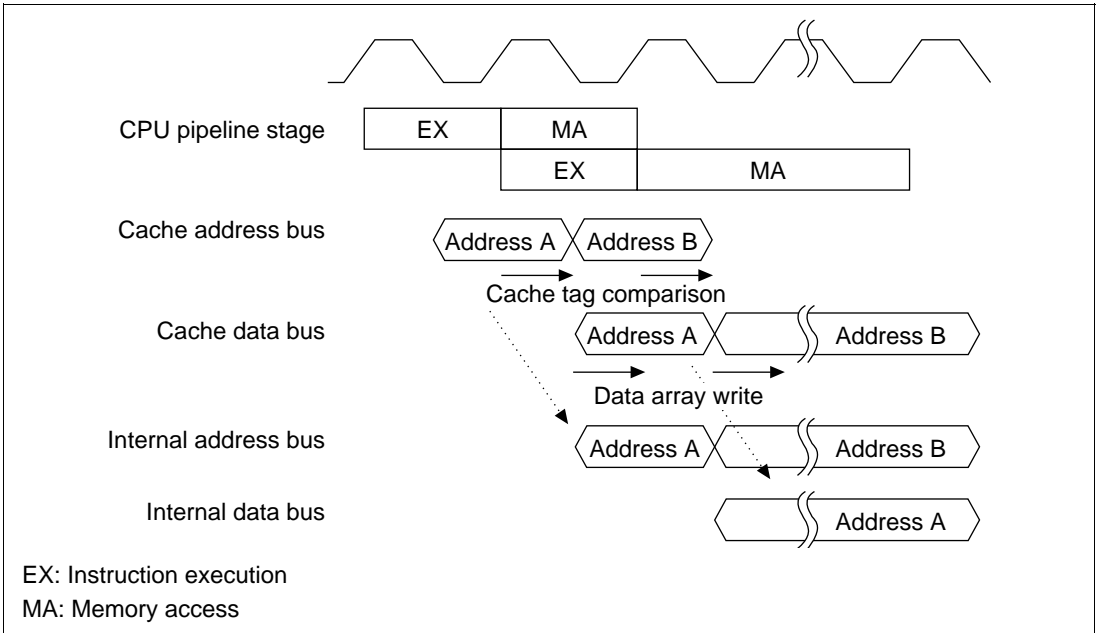 CPU pipeline stage EX MA
EX MA
Cache address bus Address A Address B
Cache tag comparison
Cache data bus Address A Address B
Data array write
Internal address bus Address A Address B
Internal data bus Address A
EX: Instruction execution
MA: Memory access